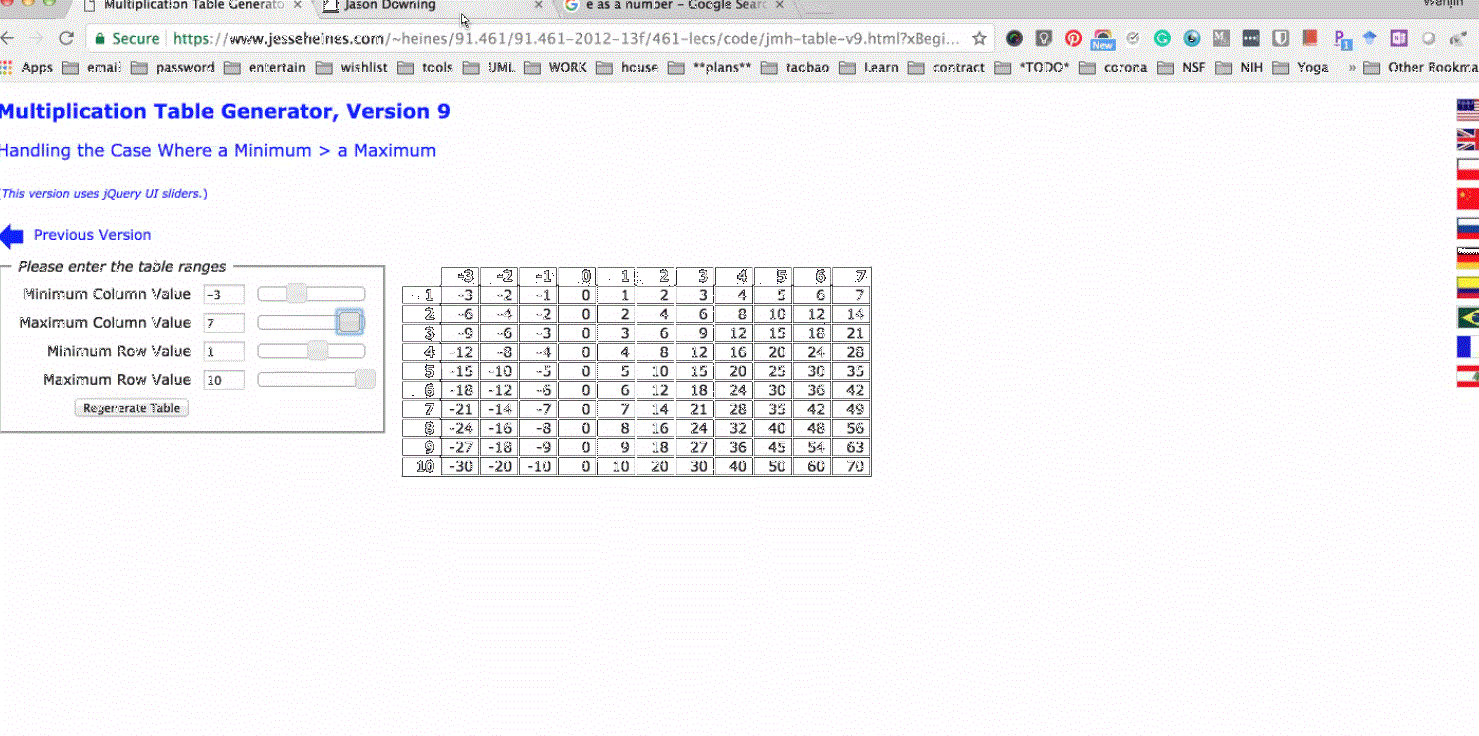 Multiplication Table Generato × Jason Downing × e as a number - Google Sear ×
Secure https://www.jesseheines.com/~heines/91.461/91.461-2012-13f/461-lecs/code/jmh-table-v9.html?xBegi... New 1
Apps email password entertain wishlist tools UML WORK house **plans** taobao Learn contract *TODO* corona NSF NIH Yoga » Other Bookma
Multiplication Table Generator, Version 9
Handling the Case Where a Minimum > a Maximum
(This version uses jQuery UI sliders.)
Previous Version
Please enter the table ranges
Minimum Column Value -3
Maximum Column Value 7
Minimum Row Value 1
Maximum Row Value 10
Regenerate Table
-3 -2 -1 0 1 2 3 4 5 6 7
1 -3 -2 -1 0 1 2 3 4 5 6 7
2 -6 -4 -2 0 2 4 6 8 10 12 14
3 -9 -6 -3 0 3 6 9 12 15 18 21
4 -12 -8 -4 0 4 8 12 16 20 24 28
5 -15 -10 -5 0 5 10 15 20 25 30 35
6 -18 -12 -6 0 6 12 18 24 30 36 42
7 -21 -14 -7 0 7 14 21 28 35 42 49
8 -24 -16 -8 0 8 16 24 32 40 48 56
9 -27 -18 -9 0 9 18 27 36 45 54 63
10 -30 -20 -10 0 10 20 30 40 50 60 70